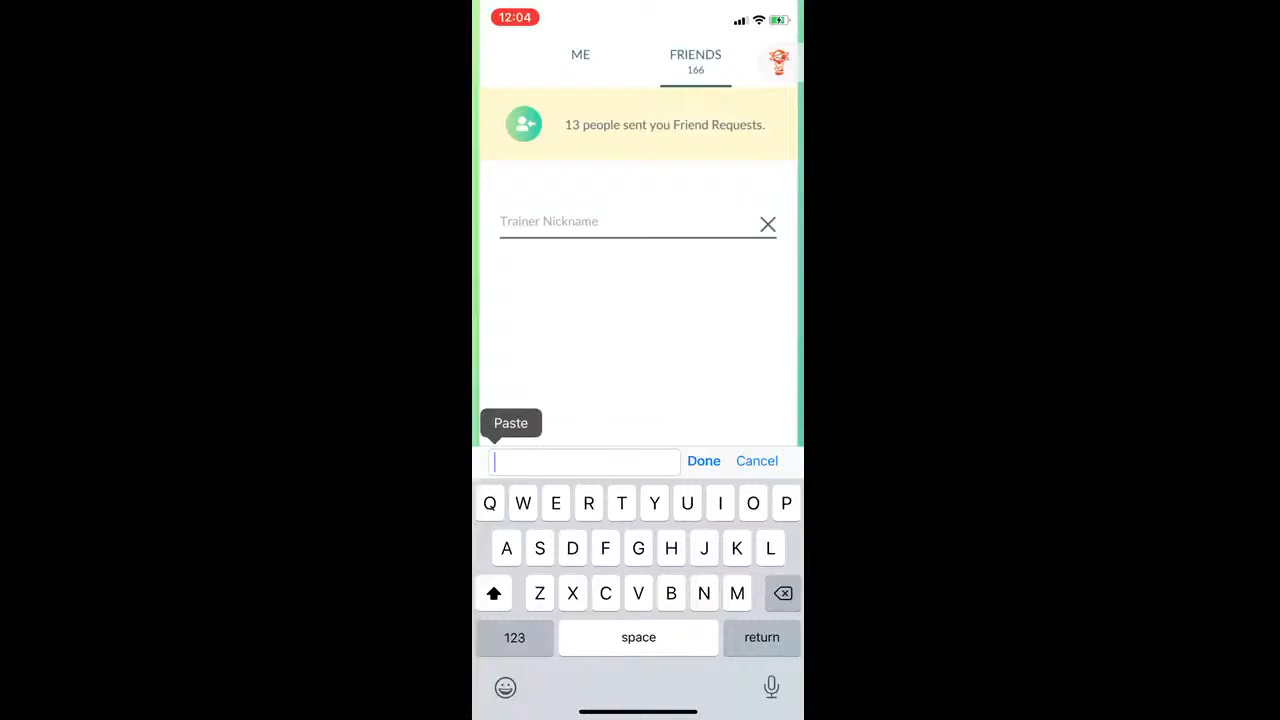 12:04
ME
FRIENDS
166
13 people sent you Friend Requests.
Trainer Nickname
Paste
Done Cancel
Q W E R T Y U I O P
A S D F G H J K L
Z X C V B N M
123 space return